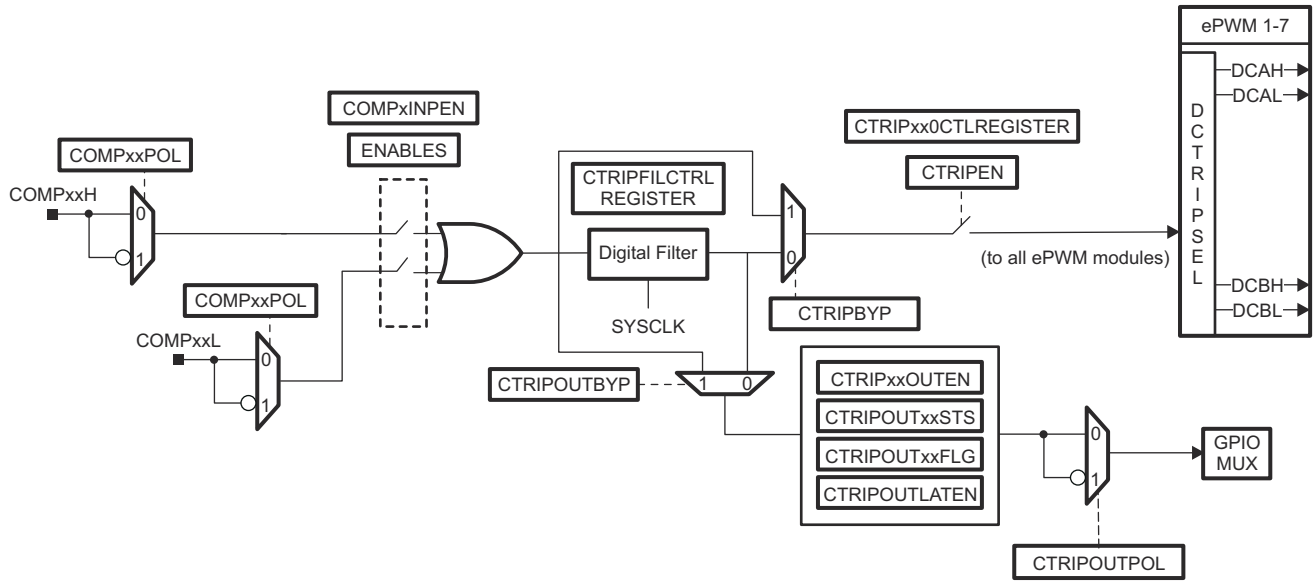 ePWM 1-7
DCAH
DCAL
DCTRIPSEL
DCBH
DCBL
COMPxINPEN
ENABLES
COMPxxPOL
COMPxxH
0
1
COMPxxPOL
COMPxxL
0
1
CTRIPFILCTRL
REGISTER
Digital Filter
SYSCLK
1
0
CTRIPBYP
CTRIPxx0CTLREGISTER
CTRIPEN
(to all ePWM modules)
CTRIPOUTBYP
1 0
CTRIPxxOUTEN
CTRIPOUTxxSTS
CTRIPOUTxxFLG
CTRIPOUTLATEN
0
1
CTRIPOUTPOL
GPIO
MUX